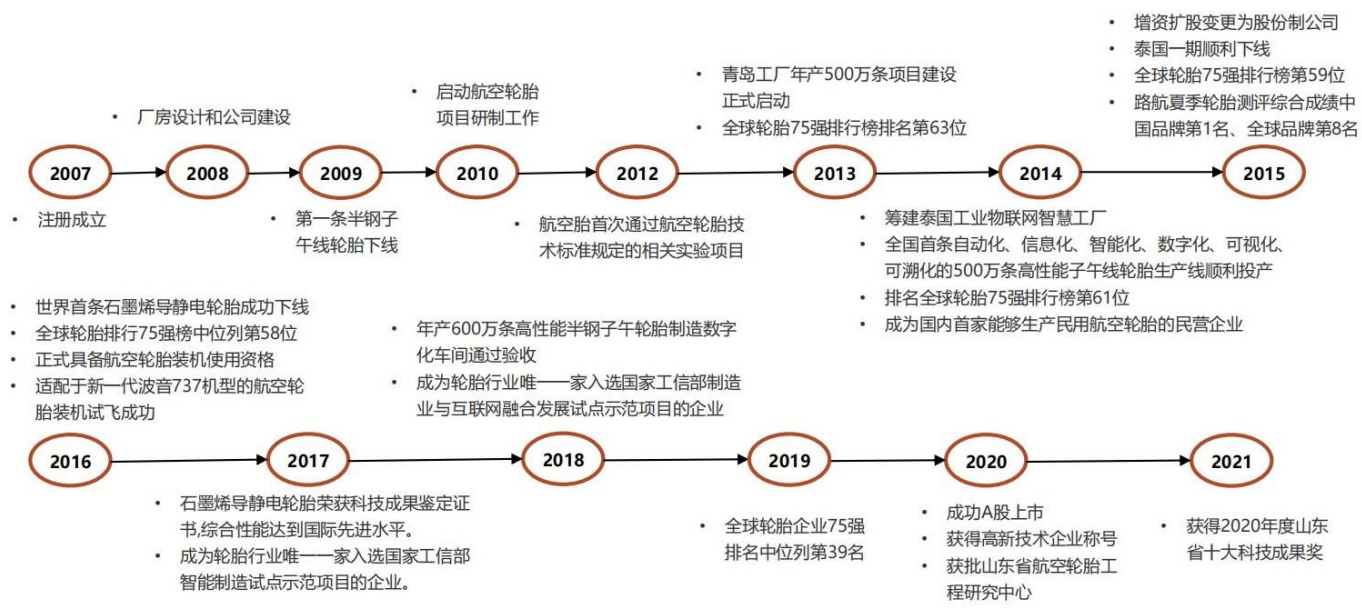 • 增资扩股变更为股份制公司
• 泰国一期顺利下线
• 全球轮胎75强排行榜第59位
• 路航夏季轮胎测评综合成绩中
国品牌第1名、全球品牌第8名
• 青岛工厂年产500万条项目建设
正式启动
• 全球轮胎75强排行榜排名第63位
• 启动航空轮胎
项目研制工作
• 厂房设计和公司建设
2007
2008
2009
2010
2012
2013
2014
2015
• 注册成立
• 第一条半钢子
午线轮胎下线
• 航空胎首次通过航空轮胎技
术标准规定的相关实验项目
• 筹建泰国工业物联网智慧工厂
• 全国首条自动化、信息化、智能化、数字化、可视化、
可溯化的500万条高性能子午线轮胎生产线顺利投产
• 排名全球轮胎75强排行榜第61位
• 成为国内首家能够生产民用航空轮胎的民营企业
• 世界首条石墨烯导静电轮胎成功下线
• 全球轮胎排行75强榜中位列第58位
• 正式具备航空轮胎装机使用资格
• 适配于新一代波音737机型的航空轮
胎装机试飞成功
• 年产600万条高性能半钢子午轮胎制造数字
化车间通过验收
• 成为轮胎行业唯一一家入选国家工信部制造
业与互联网融合发展试点示范项目的企业
2016
2017
2018
2019
2020
2021
• 石墨烯导静电轮胎荣获科技成果鉴定证
书,综合性能达到国际先进水平。
• 成为轮胎行业唯一一家入选国家工信部
智能制造试点示范项目的企业。
• 全球轮胎企业75强
排名中位列第39名
• 成功A股上市
• 获得高新技术企业称号
• 获批山东省航空轮胎工
程研究中心
• 获得2020年度山东
省十大科技成果奖